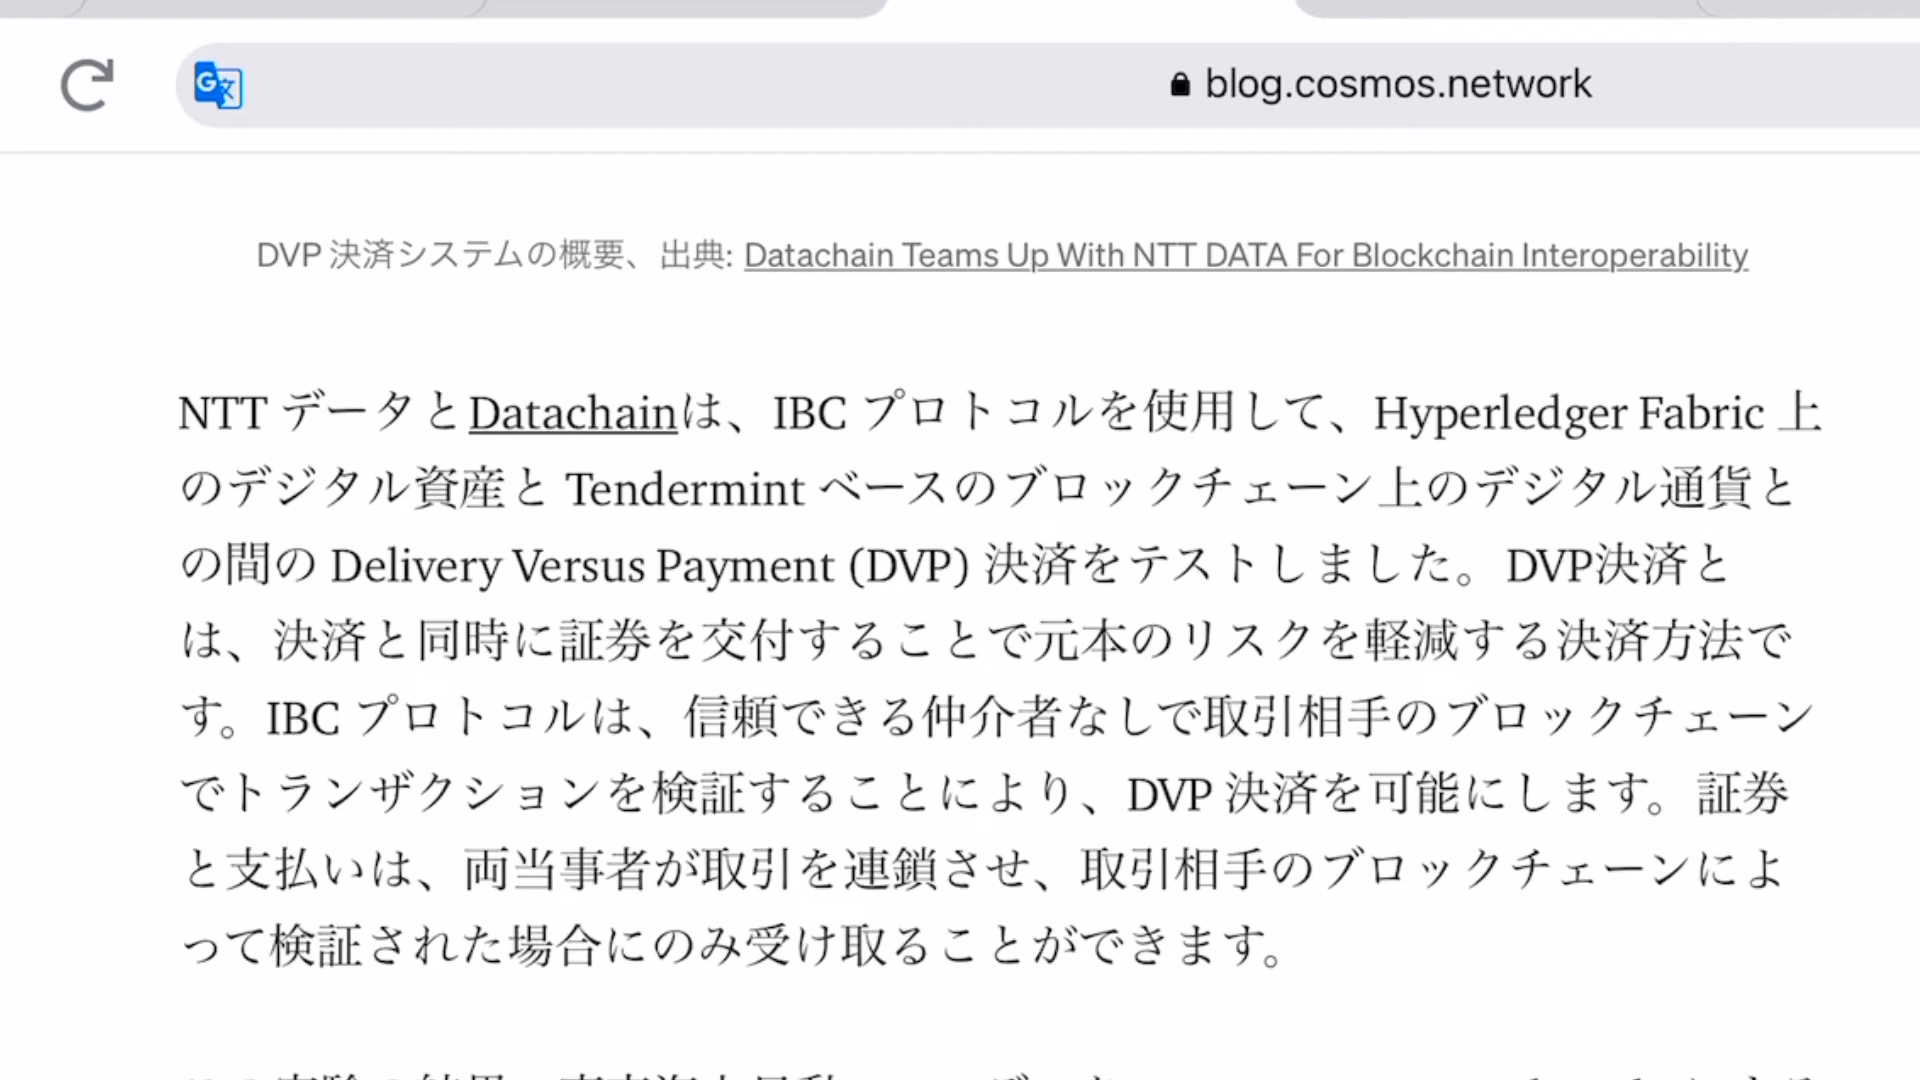 blog.cosmos.network
DVP 決済システムの概要、出典: Datachain Teams Up With NTT DATA For Blockchain Interoperability
NTT データとDatachainは、IBC プロトコルを使用して、Hyperledger Fabric 上
のデジタル資産と Tendermint ベースのブロックチェーン上のデジタル通貨と
の間の Delivery Versus Payment (DVP) 決済をテストしました。DVP決済と
は、決済と同時に証券を交付することで元本のリスクを軽減する決済方法で
す。IBC プロトコルは、信頼できる仲介者なしで取引相手のブロックチェーン
でトランザクションを検証することにより、DVP 決済を可能にします。証券
と支払いは、両当事者が取引を連鎖させ、取引相手のブロックチェーンによ
って検証された場合にのみ受け取ることができます。